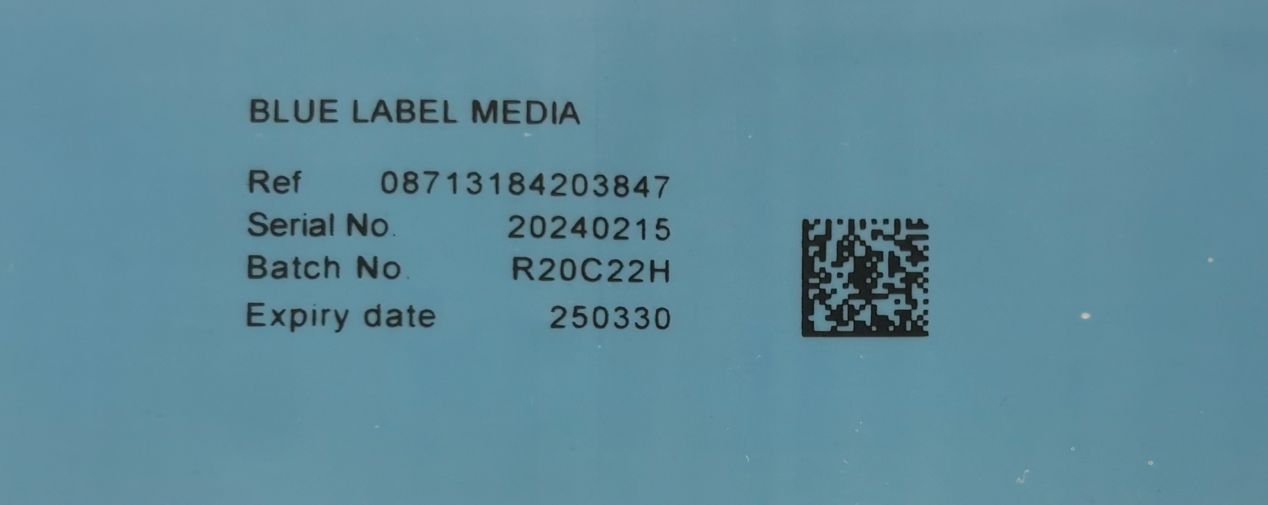 BLUE LABEL MEDIA
Ref 08713184203847
Serial No. 20240215
Batch No. R20C22H
Expiry date 250330